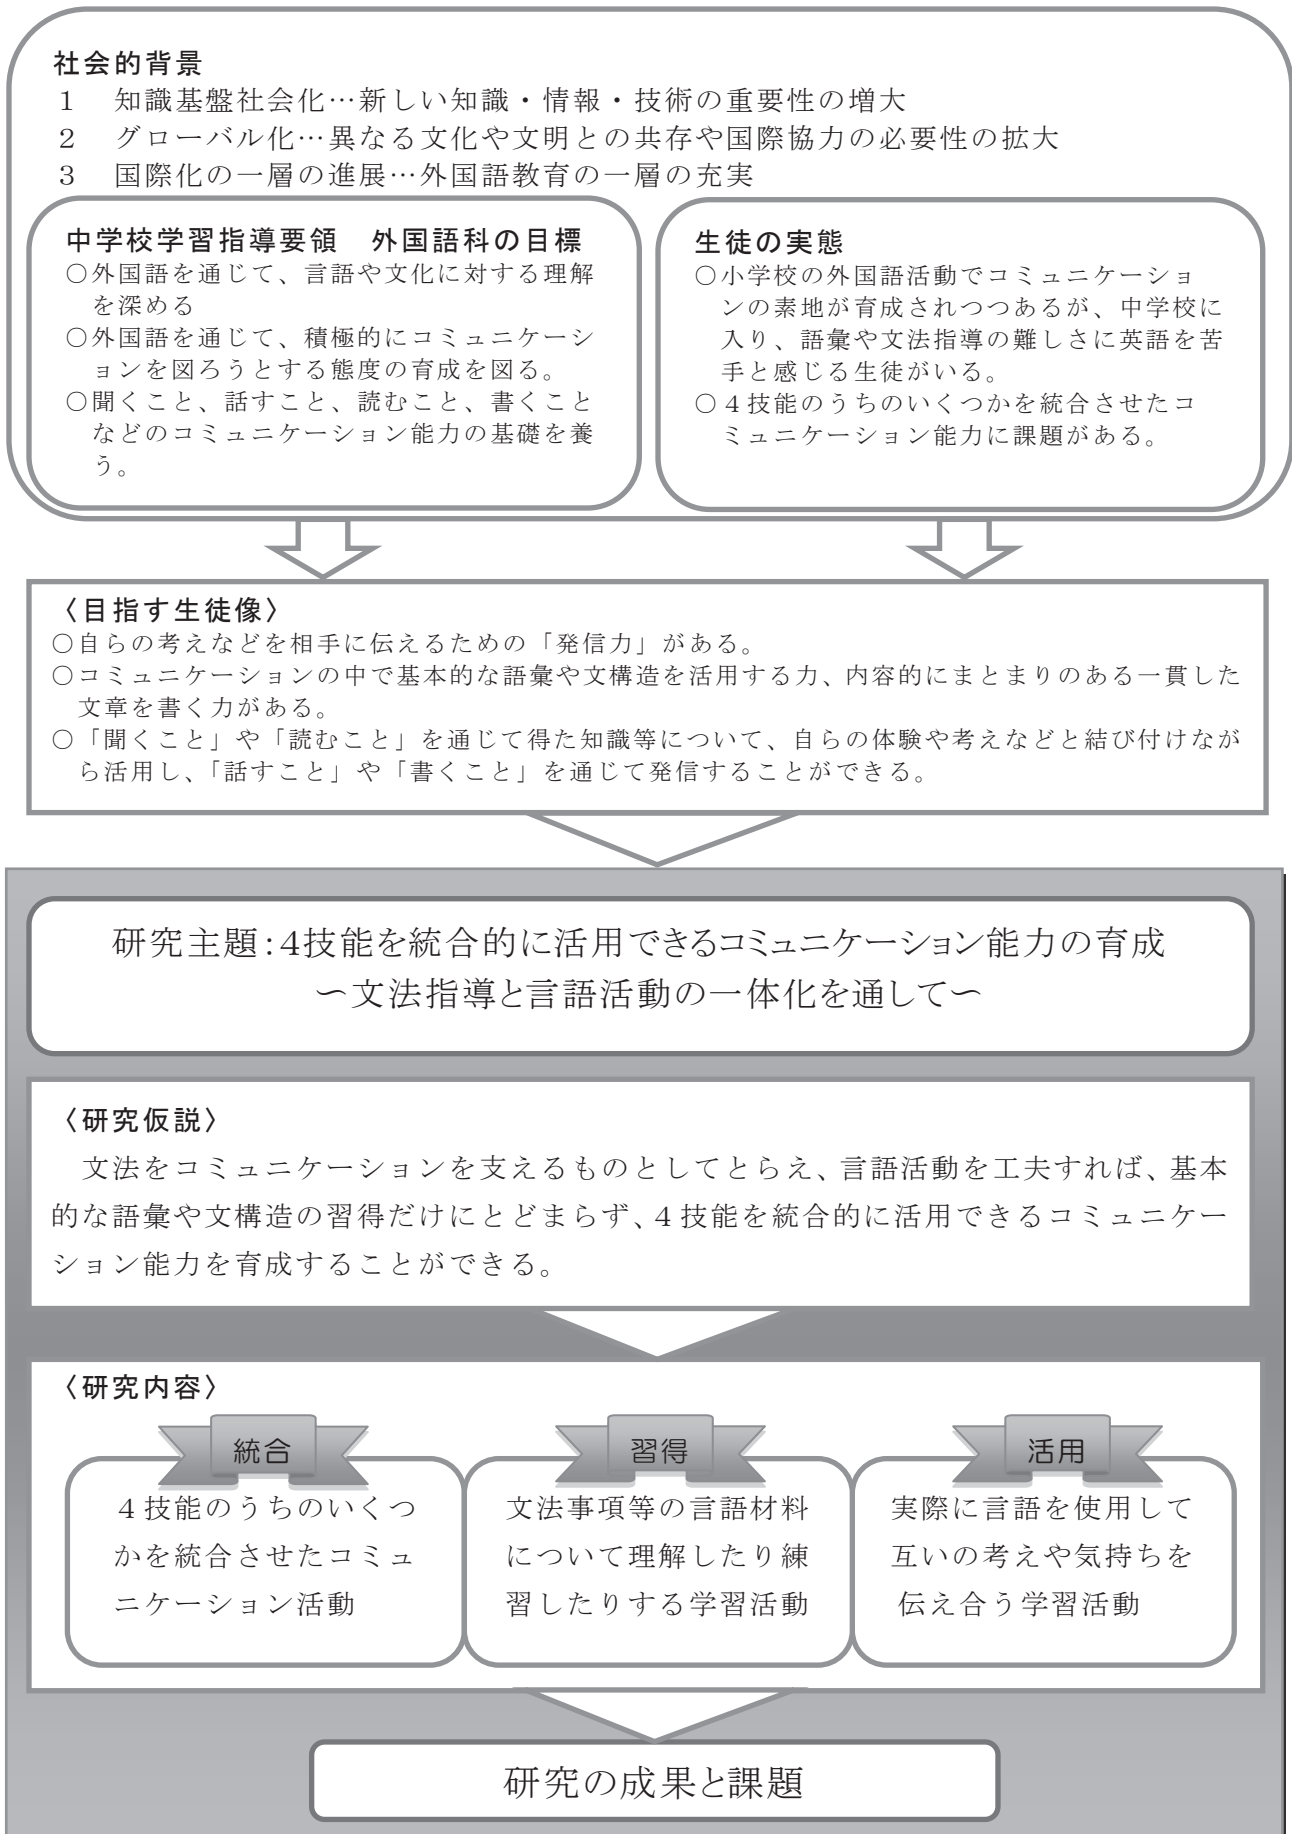 社会的背景
１　知識基盤社会化…新しい知識・情報・技術の重要性の増大
２　グローバル化…異なる文化や文明との共存や国際協力の必要性の拡大
３　国際化の一層の進展…外国語教育の一層の充実
中学校学習指導要領　外国語科の目標
○外国語を通じて、言語や文化に対する理解
を深める
○外国語を通じて、積極的にコミュニケーシ
ョンを図ろうとする態度の育成を図る。
○聞くこと、話すこと、読むこと、書くこと
などのコミュニケーション能力の基礎を養
う。
生徒の実態
○小学校の外国語活動でコミュニケーショ
ンの素地が育成されつつあるが、中学校に
入り、語彙や文法指導の難しさに英語を苦
手と感じる生徒がいる。
○４技能のうちのいくつかを統合させたコ
ミュニケーション能力に課題がある。
〈目指す生徒像〉
○自らの考えなどを相手に伝えるための「発信力」がある。
○コミュニケーションの中で基本的な語彙や文構造を活用する力、内容的にまとまりのある一貫した
文章を書く力がある。
○「聞くこと」や「読むこと」を通じて得た知識等について、自らの体験や考えなどと結び付けなが
ら活用し、「話すこと」や「書くこと」を通じて発信することができる。
研究主題：４技能を統合的に活用できるコミュニケーション能力の育成
～文法指導と言語活動の一体化を通して～
〈研究仮説〉
文法をコミュニケーションを支えるものとしてとらえ、言語活動を工夫すれば、基本
的な語彙や文構造の習得だけにとどまらず、４技能を統合的に活用できるコミュニケー
ション能力を育成することができる。
〈研究内容〉
統合
４技能のうちのいくつ
かを統合させたコミュ
ニケーション活動
習得
文法事項等の言語材料
について理解したり練
習したりする学習活動
活用
実際に言語を使用して
互いの考えや気持ちを
伝え合う学習活動
研究の成果と課題